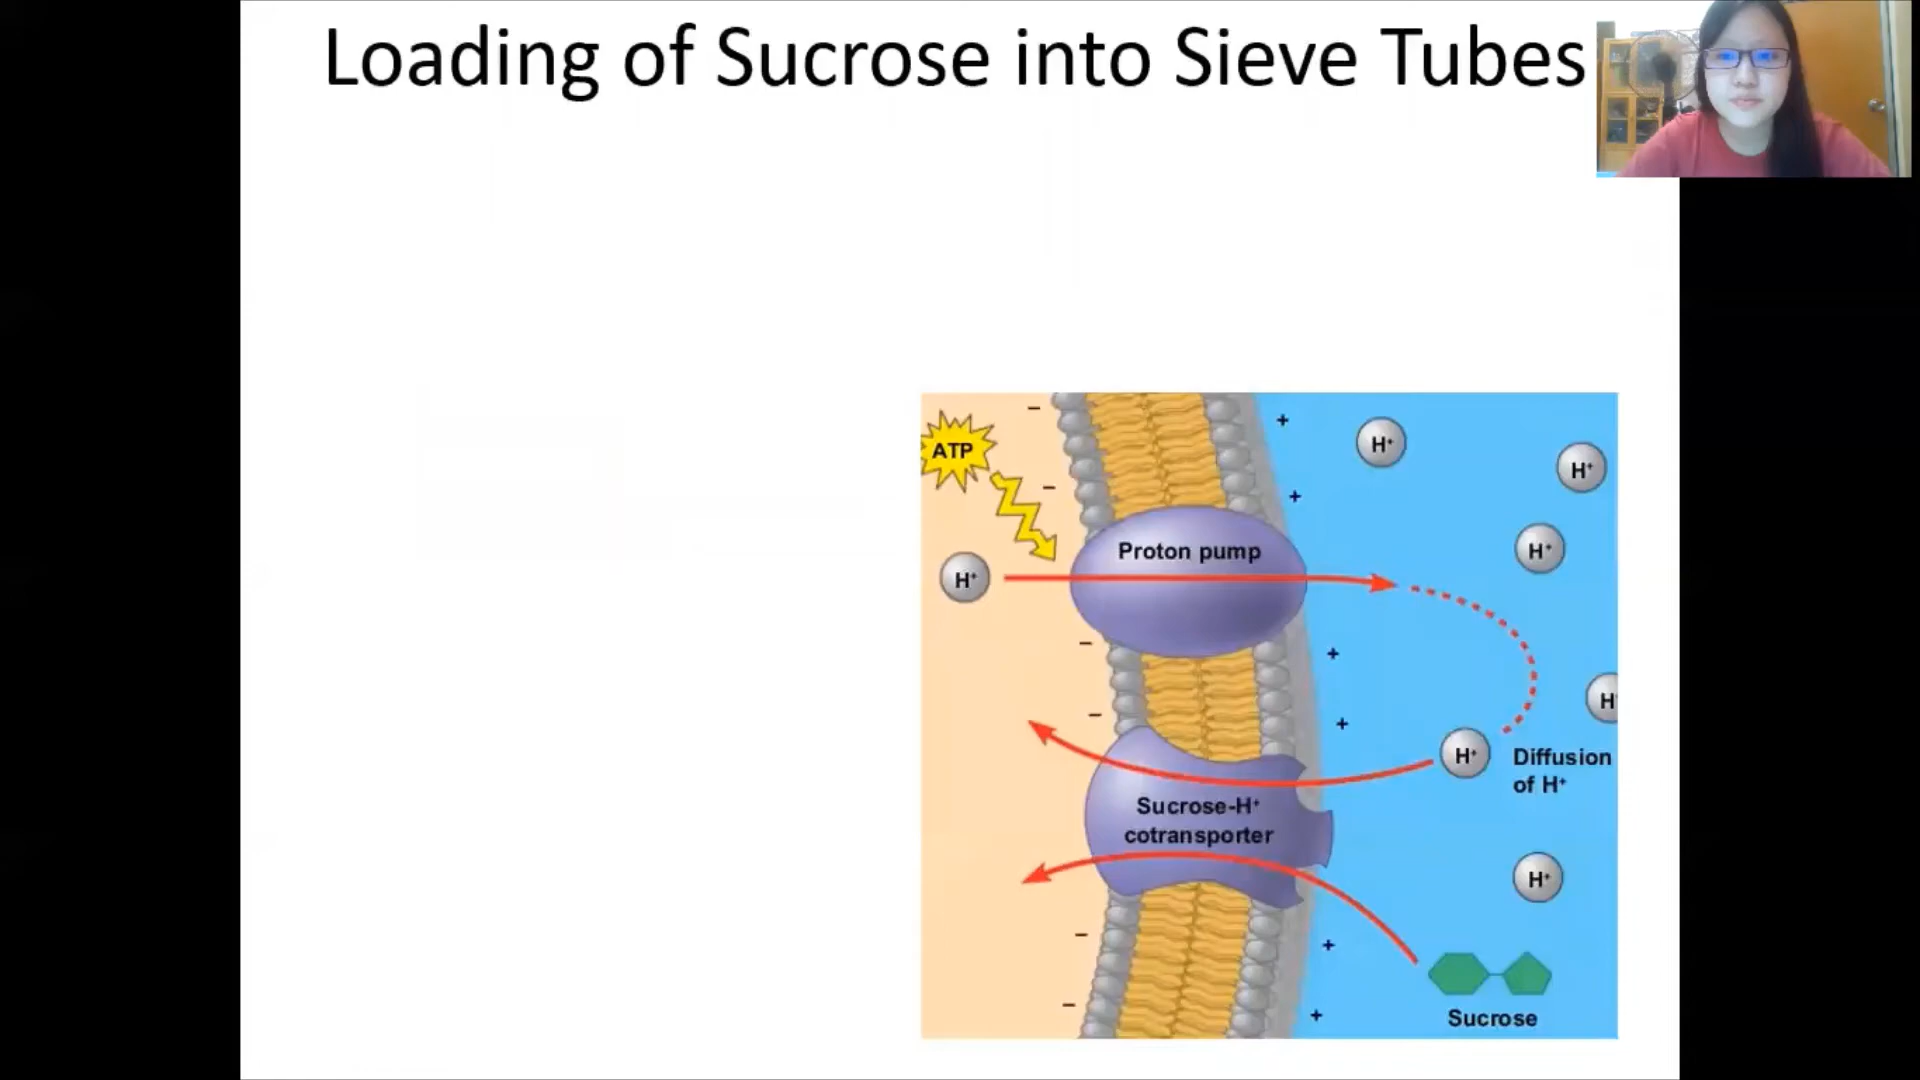 Loading of Sucrose into Sieve Tubes
−
+
H⁺
ATP
H⁺
−
+
H⁺
Proton pump
H⁺
−
+
H
−
+
H⁺
Diffusion
of H⁺
Sucrose-H⁺
cotransporter
H⁺
−
+
−
+
Sucrose